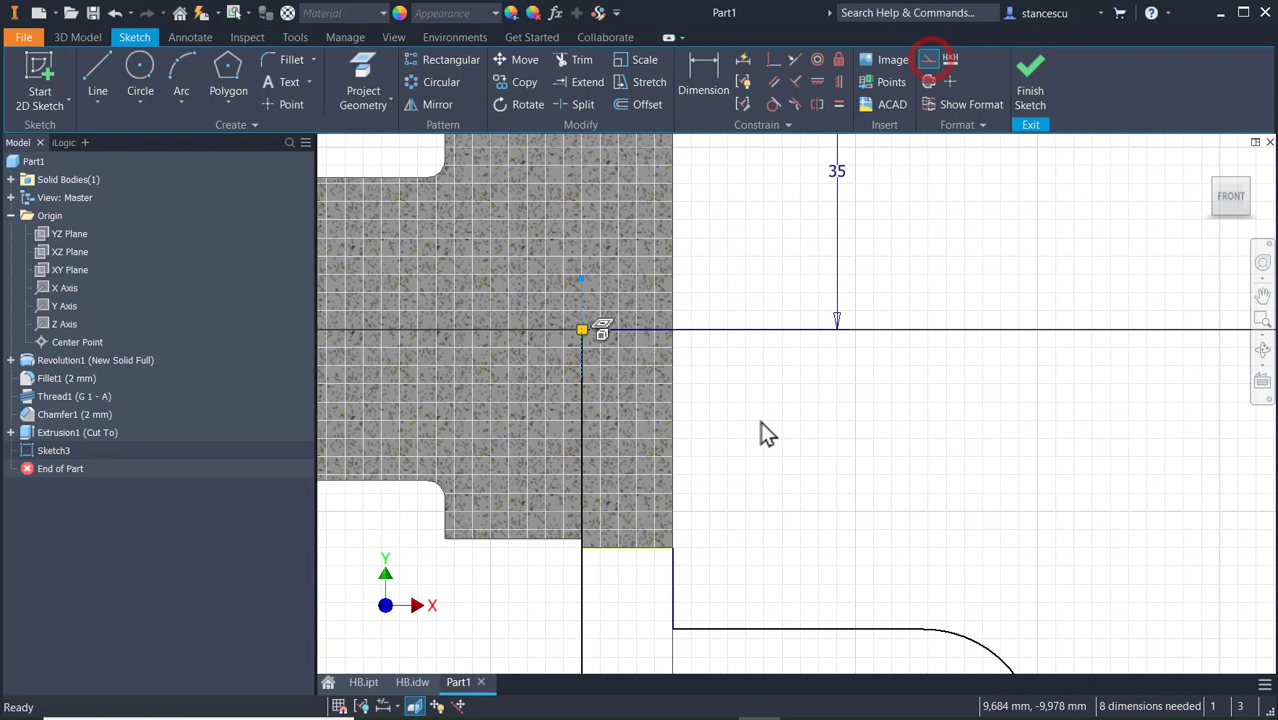 Material
Appearance
Part1
Search Help & Commands...
stancescu
File
3D Model
Sketch
Annotate
Inspect
Tools
Manage
View
Environments
Get Started
Collaborate
Start
2D Sketch
Line
Circle
Arc
Polygon
Fillet
Text
Point
Project
Geometry
Rectangular
Circular
Mirror
Move
Copy
Rotate
Trim
Extend
Split
Scale
Stretch
Offset
Dimension
Image
Points
ACAD
Show Format
Finish
Sketch
Sketch
Create
Pattern
Modify
Constrain
Insert
Format
Exit
Model
iLogic
Part1
Solid Bodies(1)
View: Master
Origin
YZ Plane
XZ Plane
XY Plane
X Axis
Y Axis
Z Axis
Center Point
Revolution1 (New Solid Full)
Fillet1 (2 mm)
Thread1 (G 1 - A)
Chamfer1 (2 mm)
Extrusion1 (Cut To)
Sketch3
End of Part
35
FRONT
Y
X
HB.ipt
HB.idw
Part1
Ready
9,684 mm, -9,978 mm
8 dimensions needed
1
3